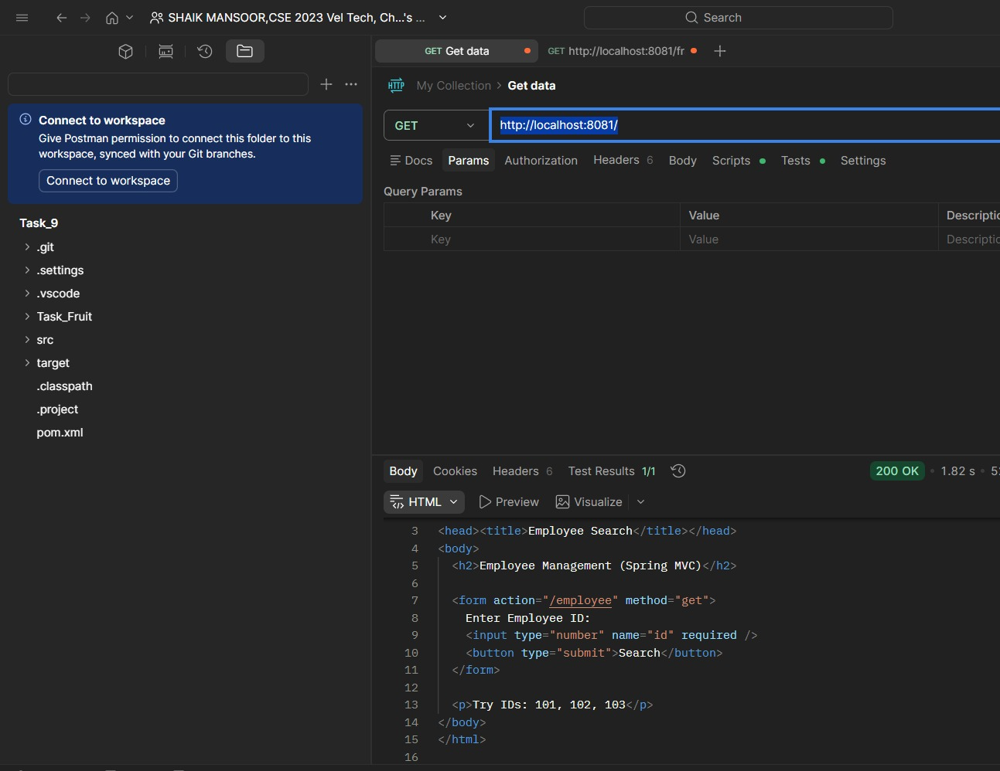 SHAIK MANSOOR,CSE 2023 Vel Tech, Ch...'s ...
Search
GET Get data
GET http://localhost:8081/fr
HTTP My Collection > Get data
Connect to workspace
Give Postman permission to connect this folder to this
workspace, synced with your Git branches.
Connect to workspace
Task_9
.git
.settings
.vscode
Task_Fruit
src
target
.classpath
.project
pom.xml
GET http://localhost:8081/
Docs Params Authorization Headers 6 Body Scripts Tests Settings
Query Params
Key Value Descriptic
Key Value Descriptic
Body Cookies Headers 6 Test Results 1/1 200 OK • 1.82 s •
HTML Preview Visualize
3 <head><title>Employee Search</title></head>
4 <body>
5 <h2>Employee Management (Spring MVC)</h2>
6
7 <form action="/employee" method="get">
8 Enter Employee ID:
9 <input type="number" name="id" required />
10 <button type="submit">Search</button>
11 </form>
12
13 <p>Try IDs: 101, 102, 103</p>
14 </body>
15 </html>
16